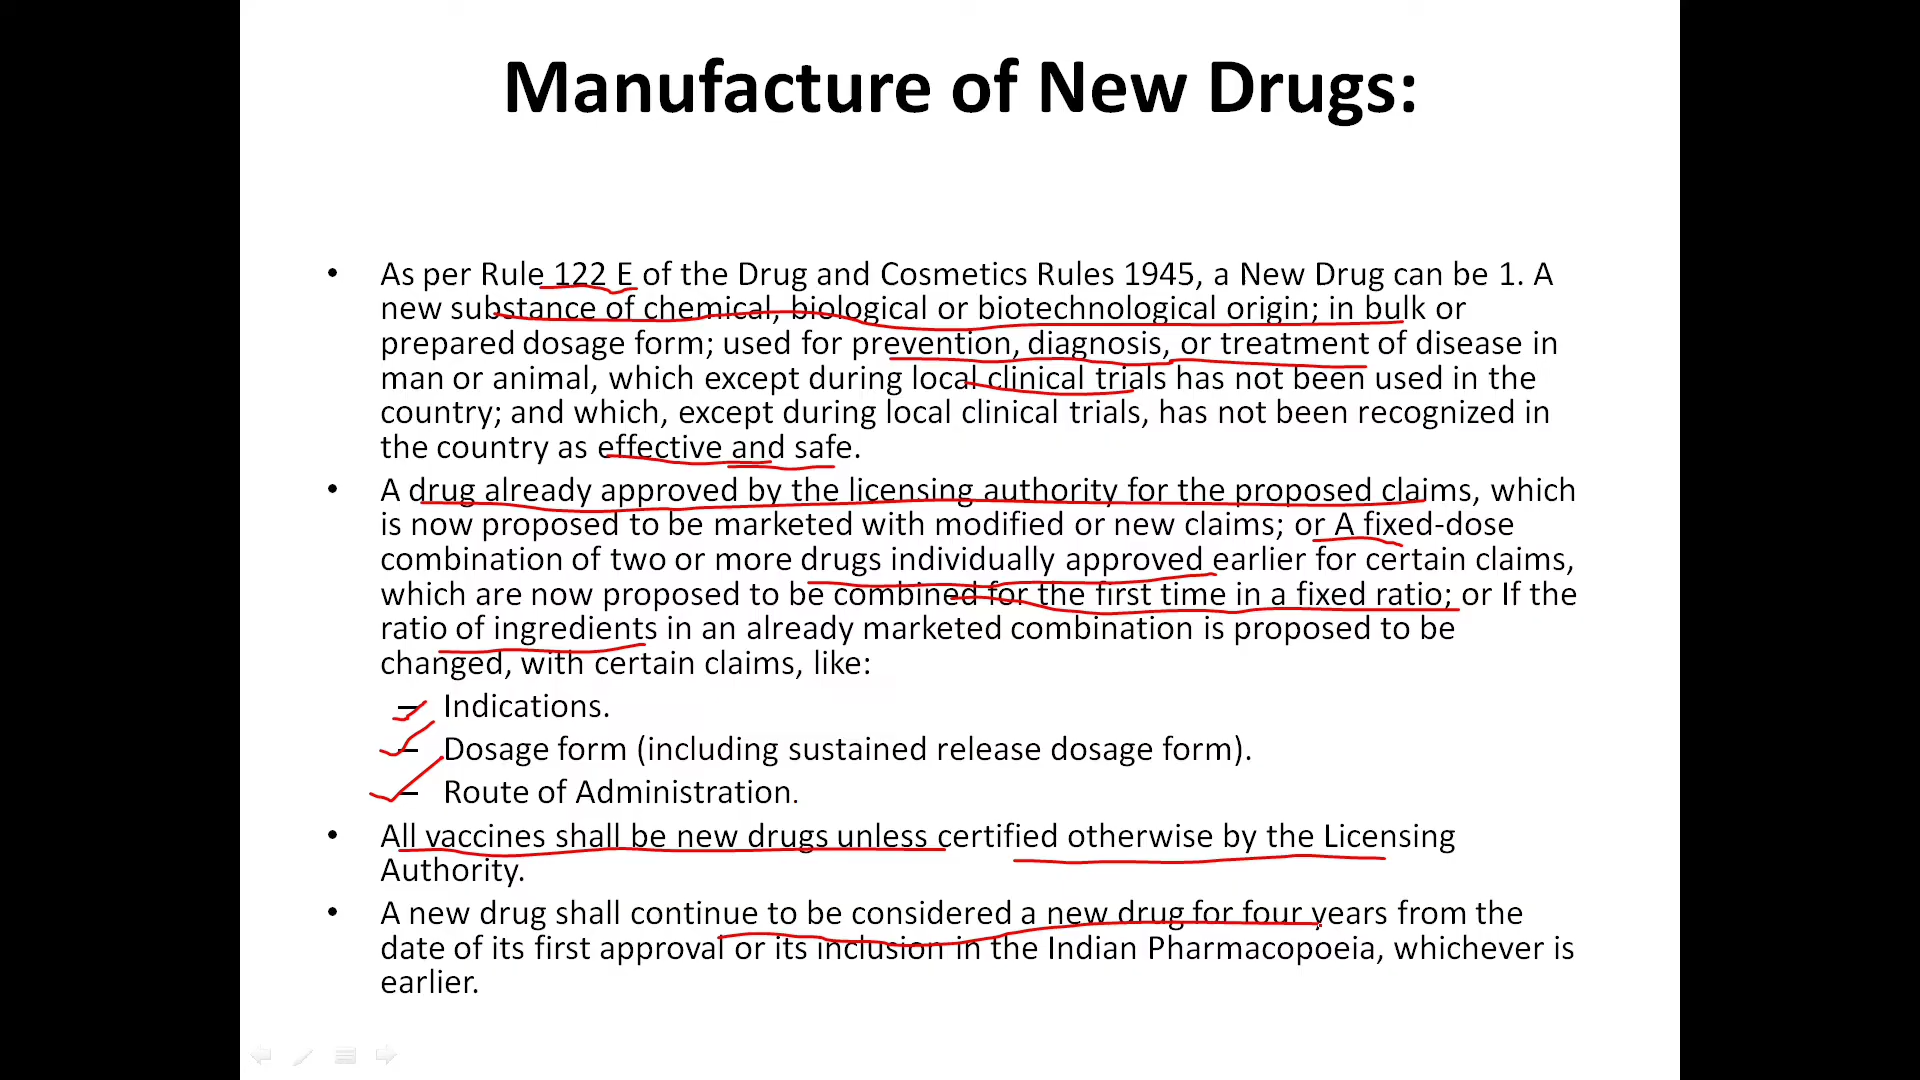 Manufacture of New Drugs:
• As per Rule 122 E of the Drug and Cosmetics Rules 1945, a New Drug can be 1. A
new substance of chemical, biological or biotechnological origin; in bulk or
prepared dosage form; used for prevention, diagnosis, or treatment of disease in
man or animal, which except during local clinical trials has not been used in the
country; and which, except during local clinical trials, has not been recognized in
the country as effective and safe.
• A drug already approved by the licensing authority for the proposed claims, which
is now proposed to be marketed with modified or new claims; or A fixed-dose
combination of two or more drugs individually approved earlier for certain claims,
which are now proposed to be combined for the first time in a fixed ratio; or If the
ratio of ingredients in an already marketed combination is proposed to be
changed, with certain claims, like:
– Indications.
– Dosage form (including sustained release dosage form).
– Route of Administration.
• All vaccines shall be new drugs unless certified otherwise by the Licensing
Authority.
• A new drug shall continue to be considered a new drug for four years from the
date of its first approval or its inclusion in the Indian Pharmacopoeia, whichever is
earlier.